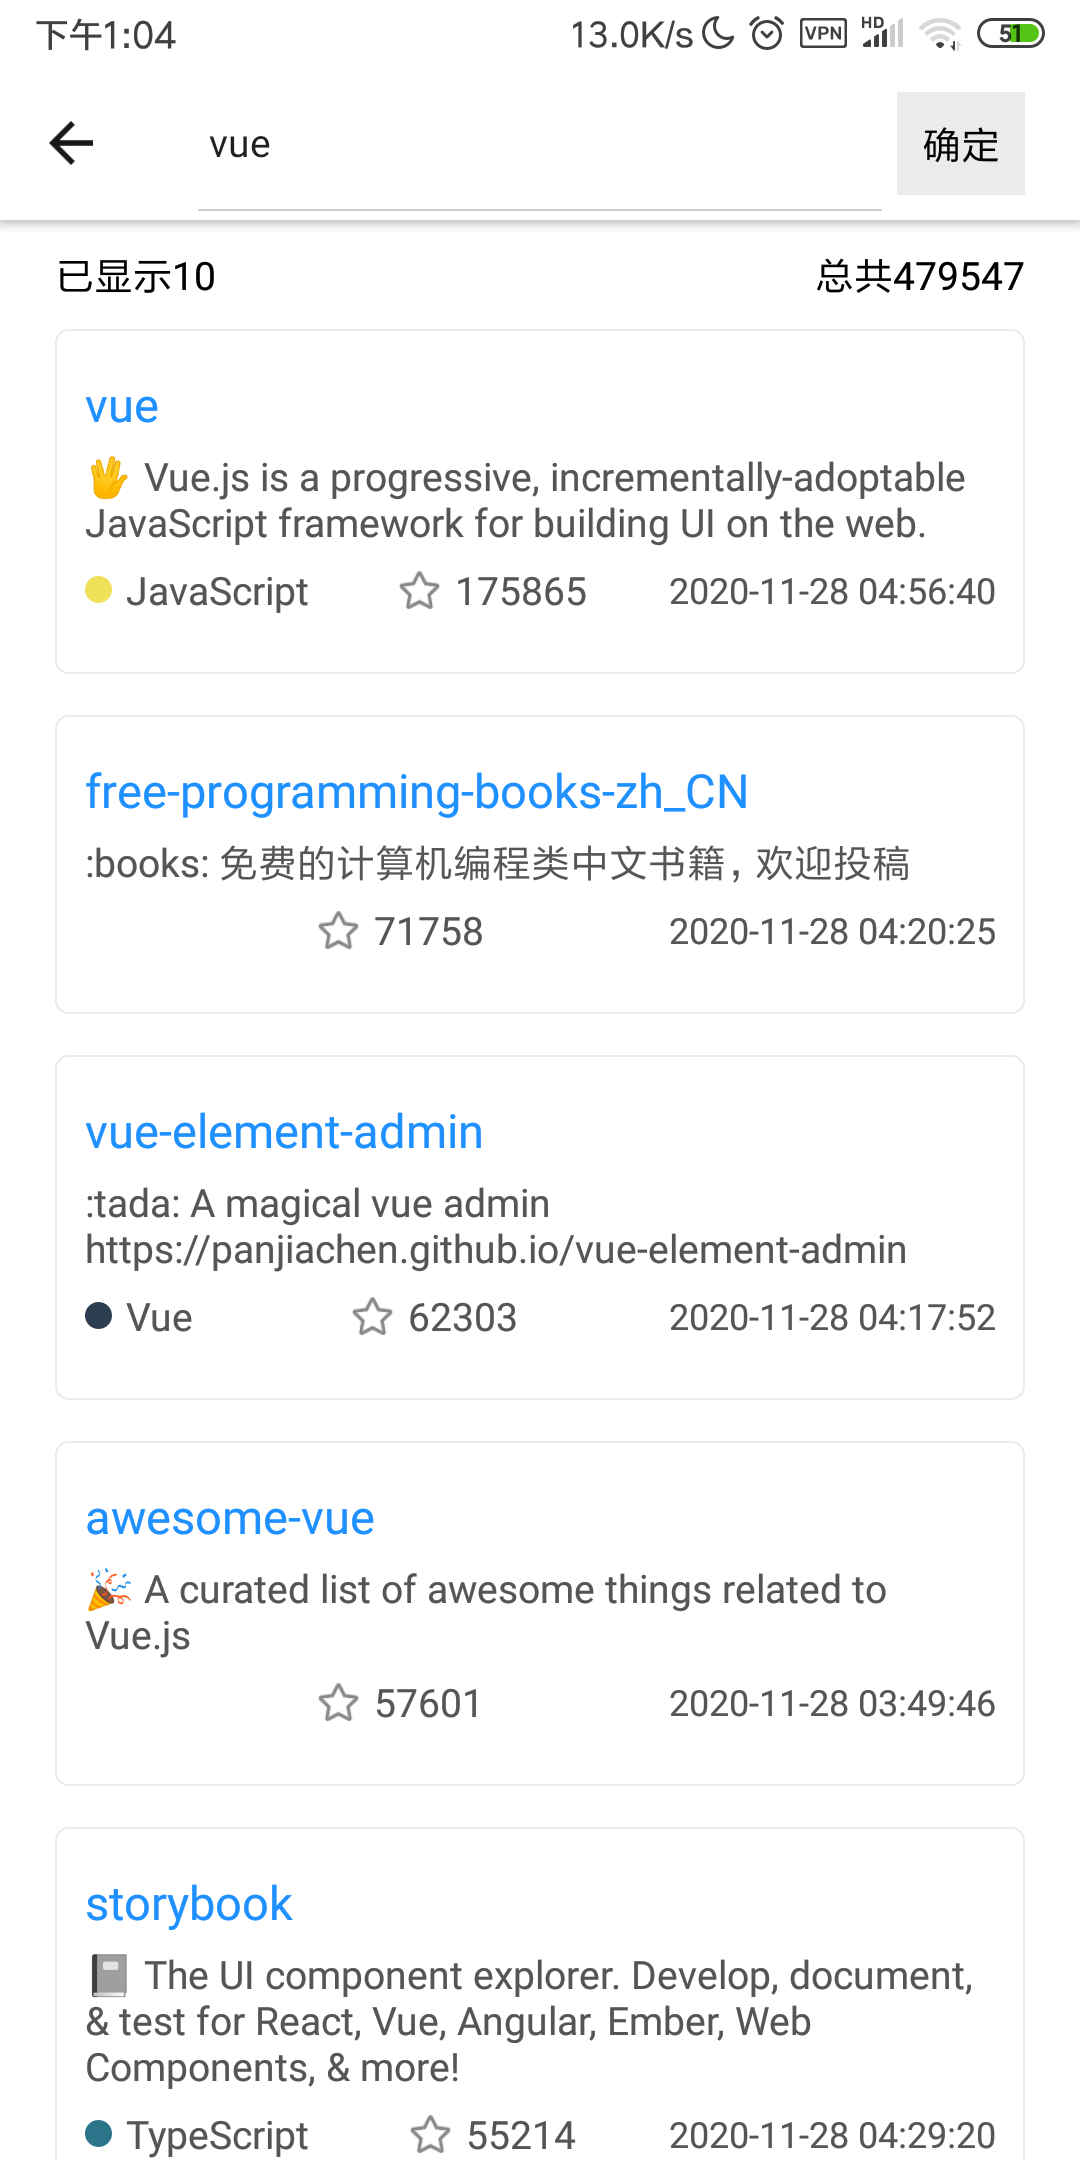 下午1:04
13.0K/s VPN HD 51
vue
确定
已显示10
总共479547
vue
🖖 Vue.js is a progressive, incrementally-adoptable
JavaScript framework for building UI on the web.
JavaScript 175865 2020-11-28 04:56:40
free-programming-books-zh_CN
:books: 免费的计算机编程类中文书籍，欢迎投稿
71758 2020-11-28 04:20:25
vue-element-admin
:tada: A magical vue admin
https://panjiachen.github.io/vue-element-admin
Vue 62303 2020-11-28 04:17:52
awesome-vue
🎉 A curated list of awesome things related to
Vue.js
57601 2020-11-28 03:49:46
storybook
📓 The UI component explorer. Develop, document,
& test for React, Vue, Angular, Ember, Web
Components, & more!
TypeScript 55214 2020-11-28 04:29:20